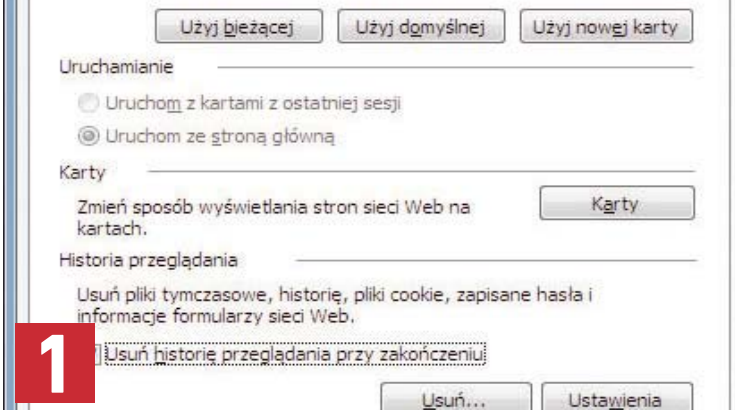 Użyj bieżącej Użyj domyślnej Użyj nowej karty
Uruchamianie
Uruchom z kartami z ostatniej sesji
Uruchom ze stroną główną
Karty
Zmień sposób wyświetlania stron sieci Web na Karty
kartach.
Historia przeglądania
Usuń pliki tymczasowe, historię, pliki cookie, zapisane hasła i
informacje formularzy sieci Web.
1 Usuń historię przeglądania przy zakończeniu
Usuń... Ustawienia